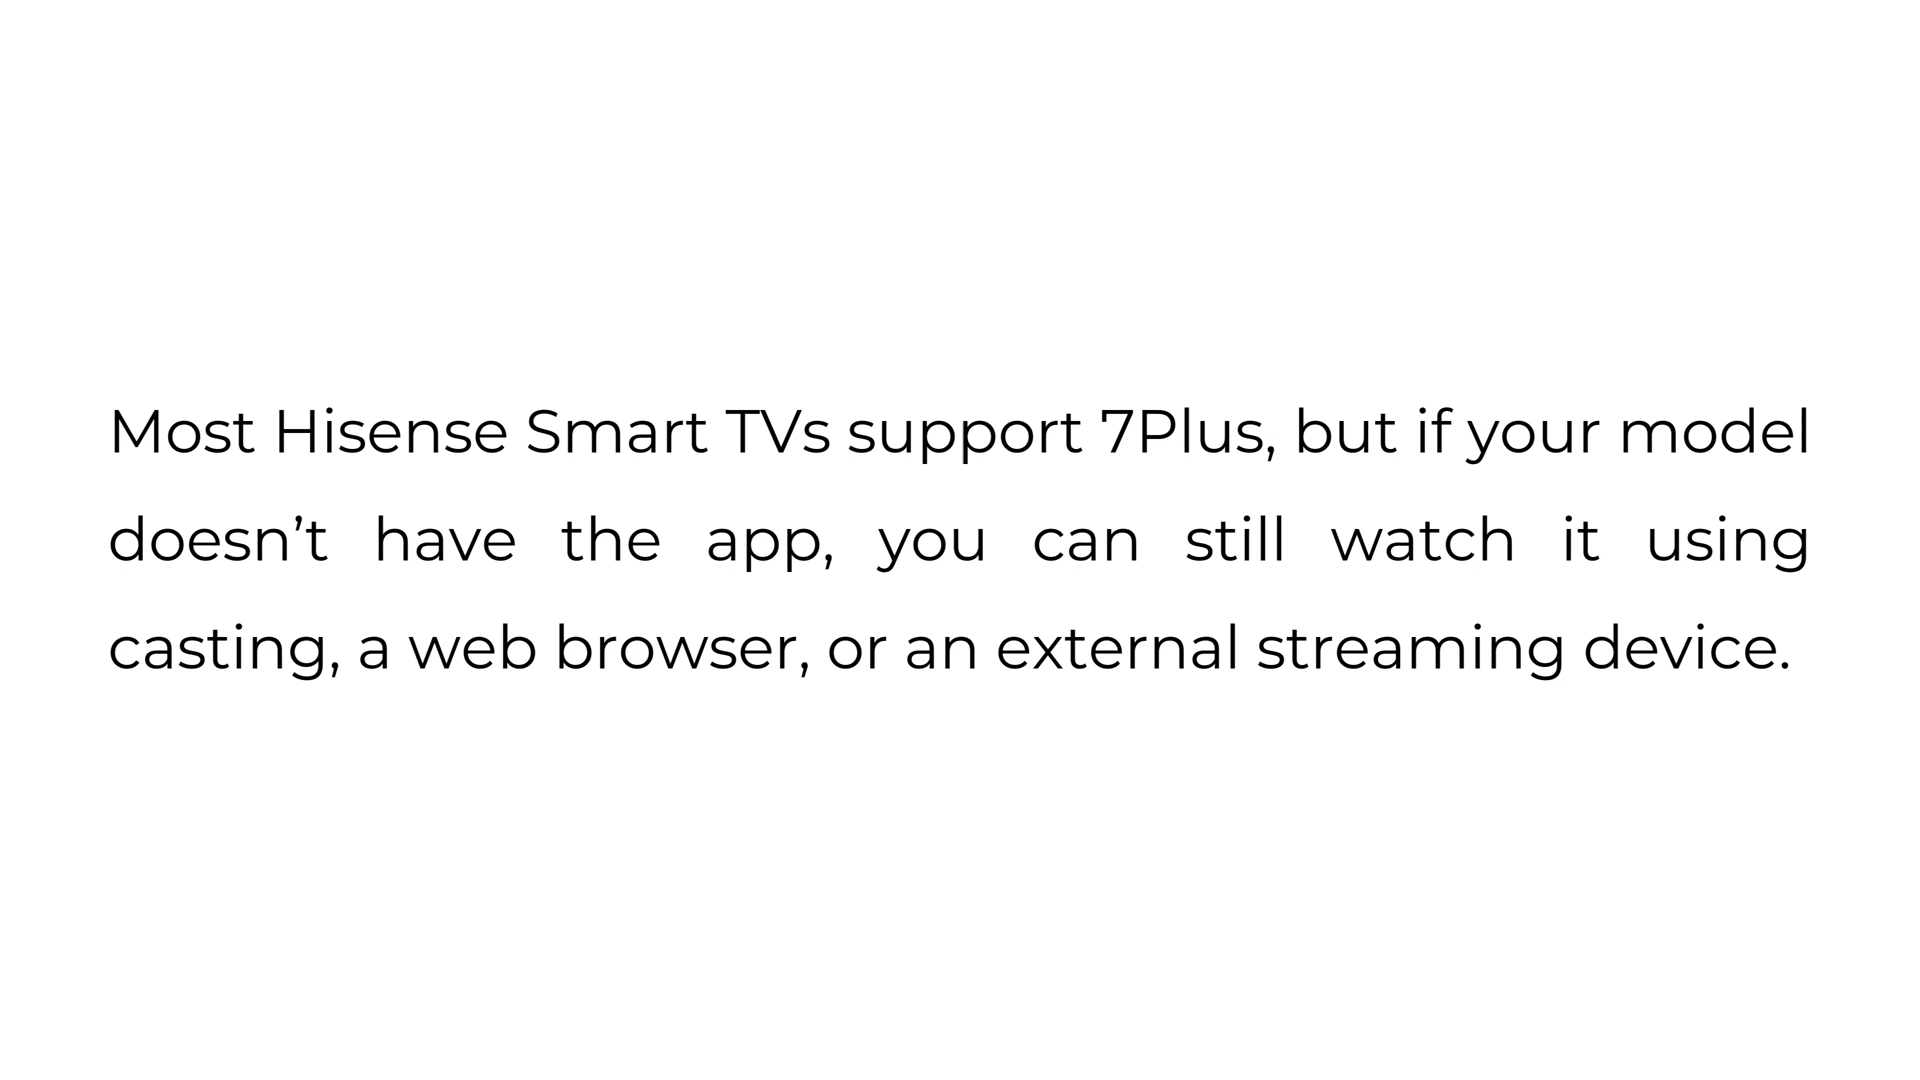 Most Hisense Smart TVs support 7Plus, but if your model
doesn’t have the app, you can still watch it using
casting, a web browser, or an external streaming device.